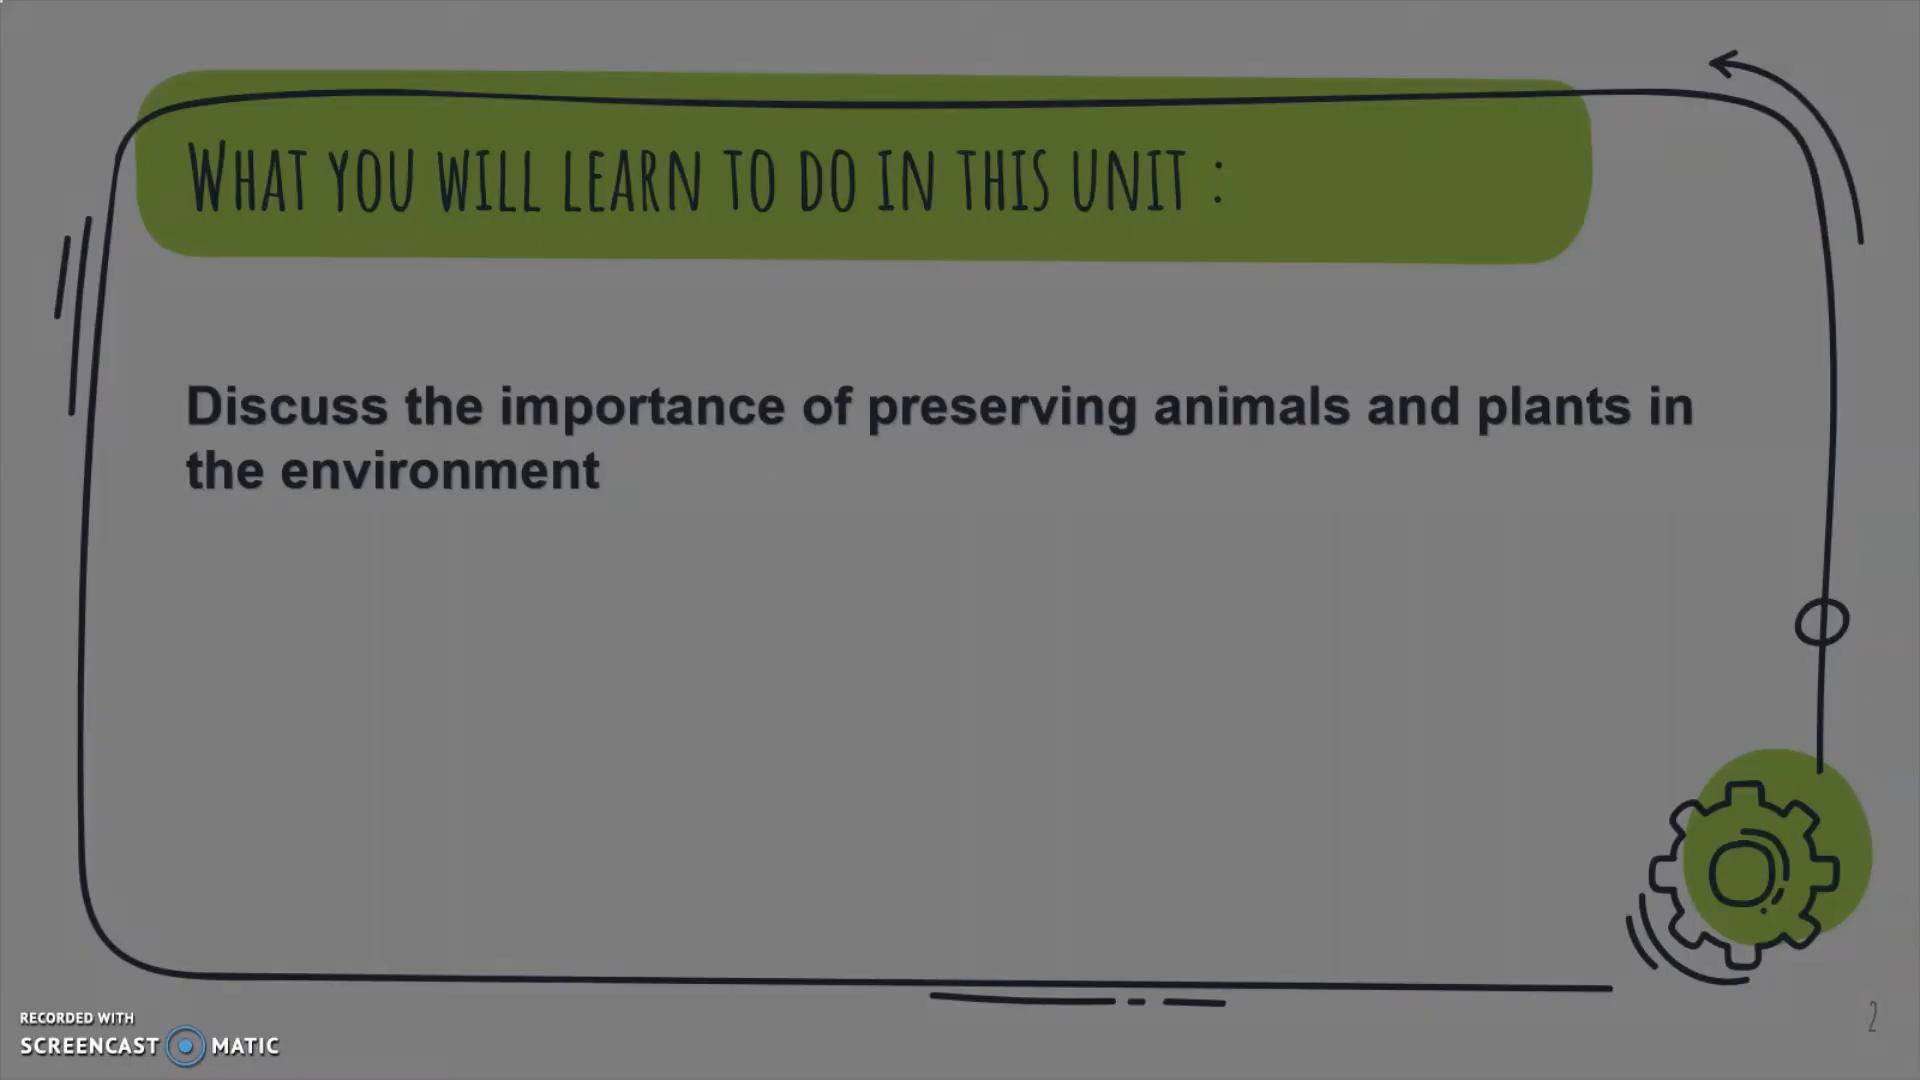 What you will learn to do in this unit :
Discuss the importance of preserving animals and plants in
the environment
2
RECORDED WITH
SCREENCAST MATIC